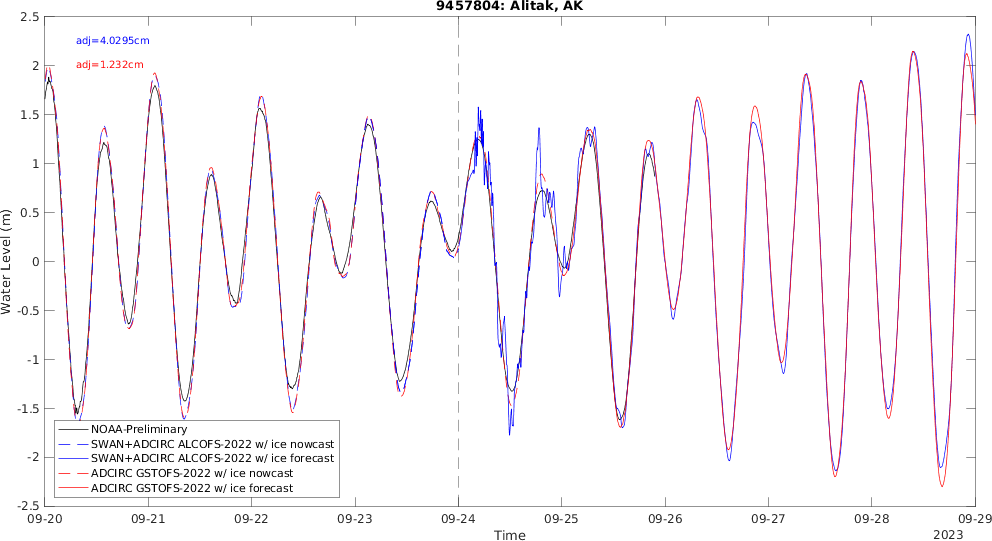 9457804: Alitak, AK
adj=4.0295cm
adj=1.232cm
Water Level (m)
2.5
2
1.5
1
0.5
0
-0.5
-1
-1.5
-2
-2.5
NOAA-Preliminary
SWAN+ADCIRC ALCOFS-2022 w/ ice nowcast
SWAN+ADCIRC ALCOFS-2022 w/ ice forecast
ADCIRC GSTOFS-2022 w/ ice nowcast
ADCIRC GSTOFS-2022 w/ ice forecast
09-20 09-21 09-22 09-23 09-24 09-25 09-26 09-27 09-28 09-29
Time
2023